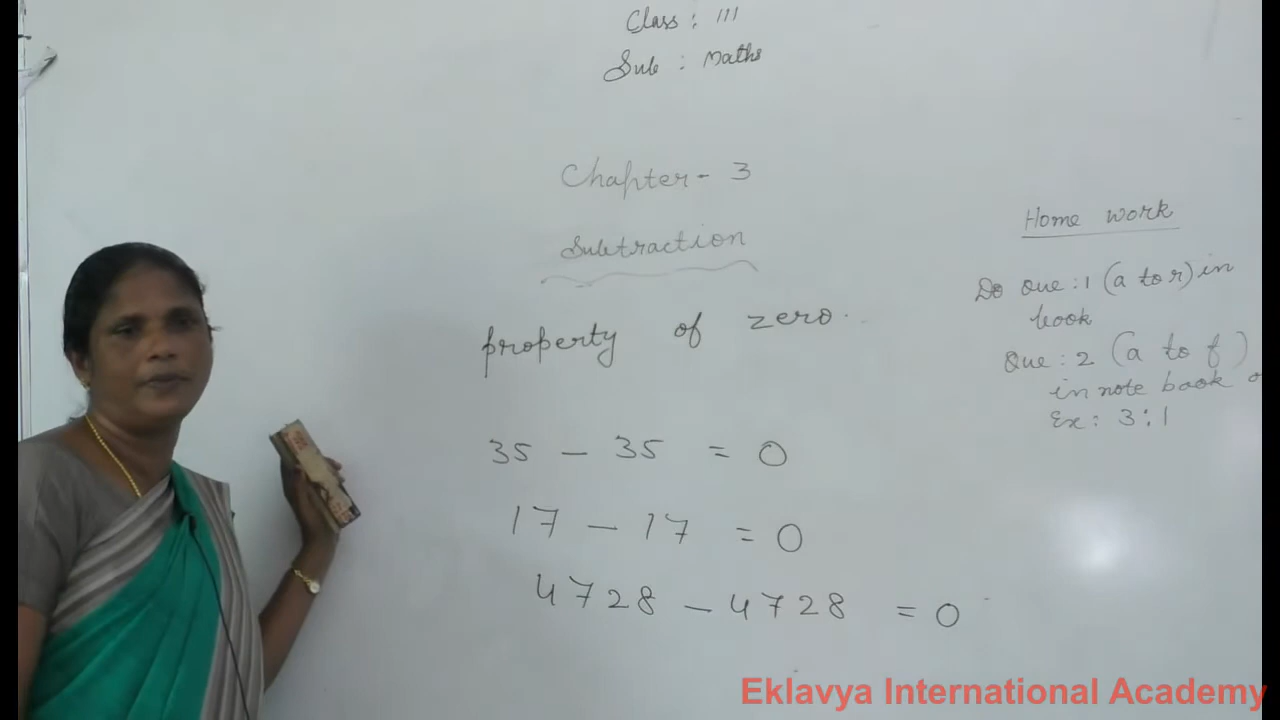 Class : III
Sub : Maths
Chapter - 3
Subtraction
property of zero.
35 - 35 = 0
17 - 17 = 0
4728 - 4728 = 0
Home work
Do Que : 1 (a to r) in
book
Que : 2 (a to f)
in note book
Ex : 3 : 1
Eklavya International Academy